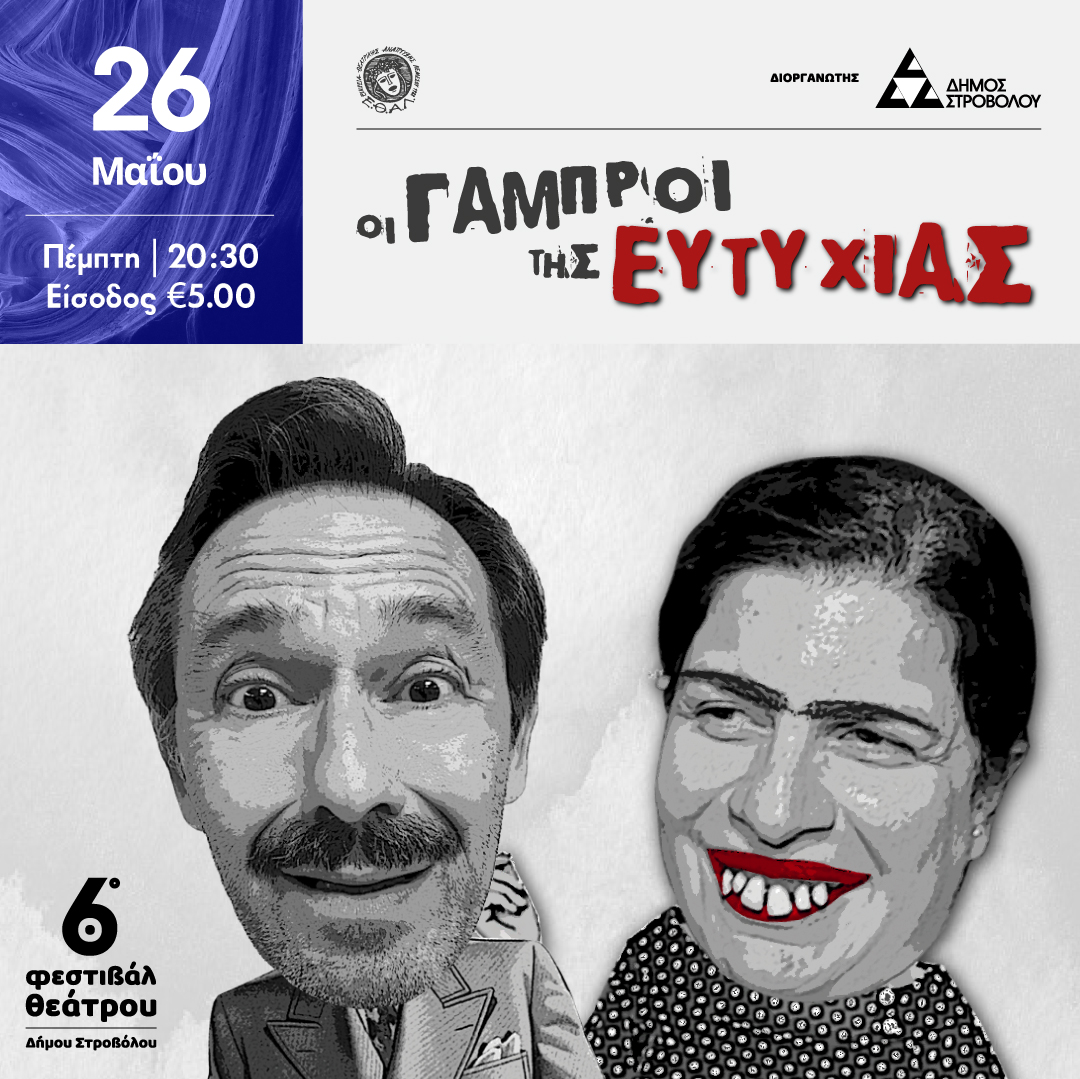 26
Μαΐου
Πέμπτη | 20:30
Είσοδος €5.00
Ε.Θ.Α.Λ.
ΔΙΟΡΓΑΝΩΤΗΣ
ΔΗΜΟΣ
ΣΤΡΟΒΟΛΟΥ
ΟΙ ΓΑΜΠΡΟΙ
ΤΗΣ ΕΥΤΥΧΙΑΣ
6ο
φεστιβάλ
θεάτρου
Δήμου Στροβόλου